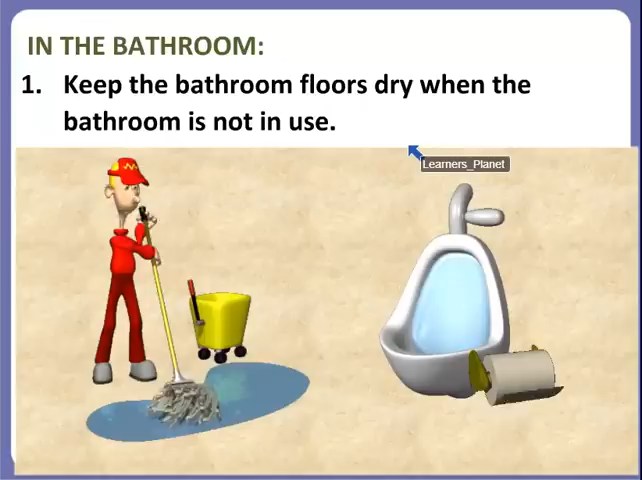 IN THE BATHROOM:
1. Keep the bathroom floors dry when the
bathroom is not in use.
Learners_Planet